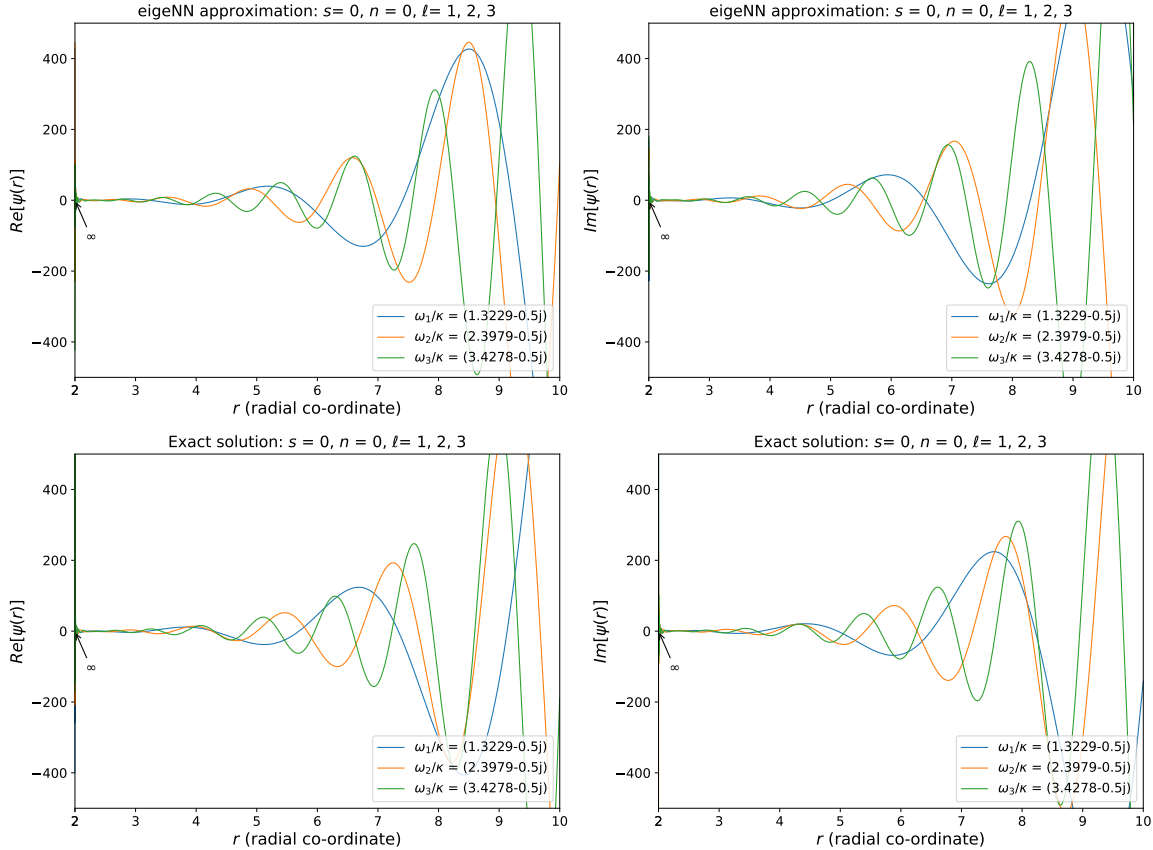 eigeNN approximation: s= 0, n = 0, ℓ= 1, 2, 3
Re[ψ(r)]
400
200
0
−200
−400
∞
ω₁/κ = (1.3229-0.5j)
ω₂/κ = (2.3979-0.5j)
ω₃/κ = (3.4278-0.5j)
2 2 3 4 5 6 7 8 9 10
r (radial co-ordinate)
eigeNN approximation: s= 0, n = 0, ℓ= 1, 2, 3
Im[ψ(r)]
400
200
0
−200
−400
∞
ω₁/κ = (1.3229-0.5j)
ω₂/κ = (2.3979-0.5j)
ω₃/κ = (3.4278-0.5j)
2 2 3 4 5 6 7 8 9 10
r (radial co-ordinate)
Exact solution: s = 0, n = 0, ℓ= 1, 2, 3
Re[ψ(r)]
400
200
0
−200
−400
∞
ω₁/κ = (1.3229-0.5j)
ω₂/κ = (2.3979-0.5j)
ω₃/κ = (3.4278-0.5j)
2 2 3 4 5 6 7 8 9 10
r (radial co-ordinate)
Exact solution: s = 0, n = 0, ℓ= 1, 2, 3
Im[ψ(r)]
400
200
0
−200
−400
∞
ω₁/κ = (1.3229-0.5j)
ω₂/κ = (2.3979-0.5j)
ω₃/κ = (3.4278-0.5j)
2 2 3 4 5 6 7 8 9 10
r (radial co-ordinate)